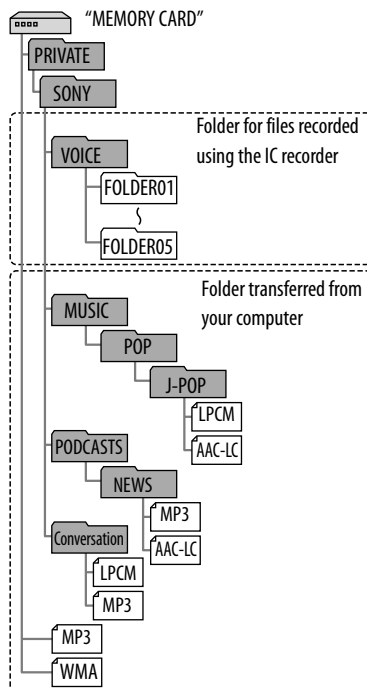 “MEMORY CARD”
PRIVATE
SONY
Folder for files recorded
using the IC recorder
VOICE
FOLDER01
FOLDER05
Folder transferred from
your computer
MUSIC
POP
J-POP
LPCM
AAC-LC
PODCASTS
NEWS
MP3
AAC-LC
Conversation
LPCM
MP3
MP3
WMA